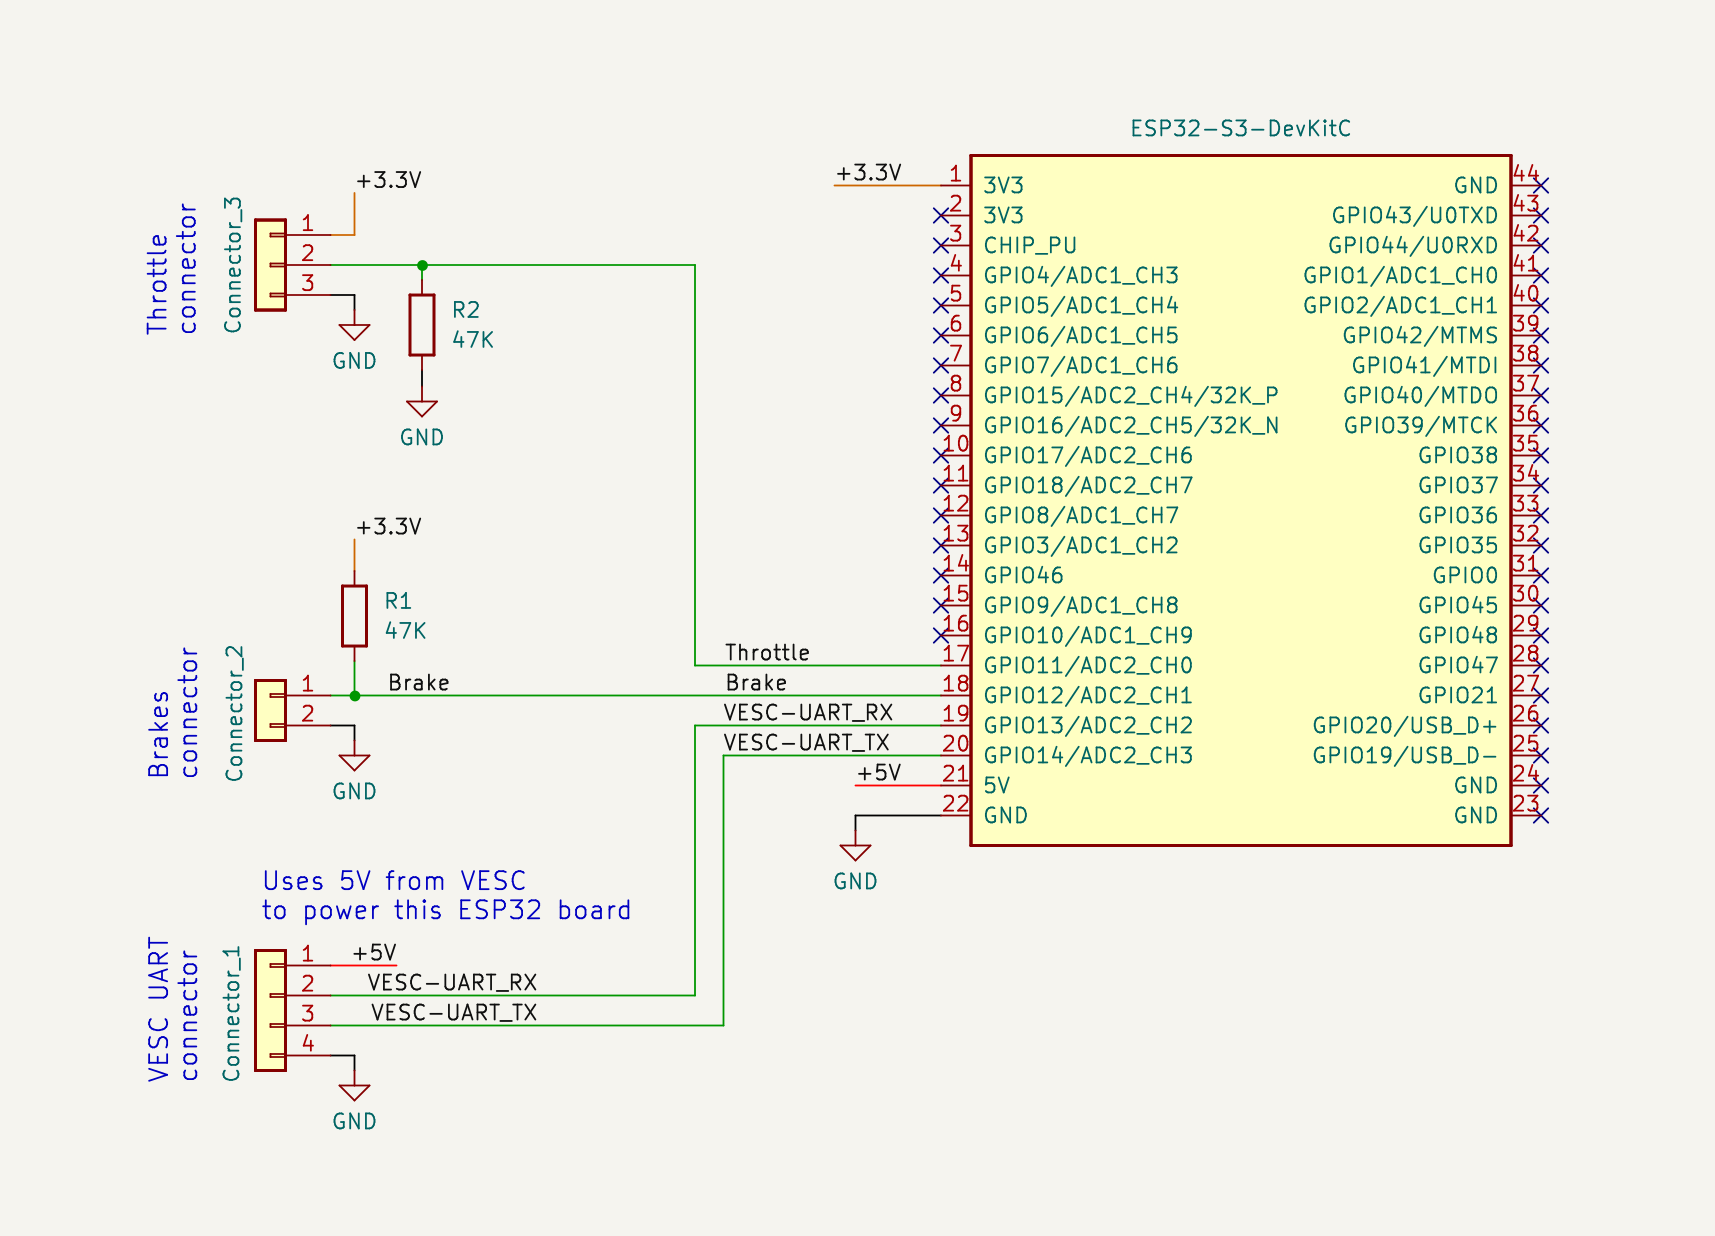 ESP32-S3-DevKitC
Throttle
connector
Connector_3
+3.3V
1
2
3
GND
R2
47K
GND
+3.3V
R1
47K
Brakes
connector
Connector_2
1
2
Brake
GND
Uses 5V from VESC
to power this ESP32 board
VESC UART
connector
Connector_1
1
2
3
4
+5V
VESC-UART_RX
VESC-UART_TX
GND
+3.3V
Throttle
Brake
VESC-UART_RX
VESC-UART_TX
+5V
GND
1 3V3
2 3V3
3 CHIP_PU
4 GPIO4/ADC1_CH3
5 GPIO5/ADC1_CH4
6 GPIO6/ADC1_CH5
7 GPIO7/ADC1_CH6
8 GPIO15/ADC2_CH4/32K_P
9 GPIO16/ADC2_CH5/32K_N
10 GPIO17/ADC2_CH6
11 GPIO18/ADC2_CH7
12 GPIO8/ADC1_CH7
13 GPIO3/ADC1_CH2
14 GPIO46
15 GPIO9/ADC1_CH8
16 GPIO10/ADC1_CH9
17 GPIO11/ADC2_CH0
18 GPIO12/ADC2_CH1
19 GPIO13/ADC2_CH2
20 GPIO14/ADC2_CH3
21 5V
22 GND
GND 44
GPIO43/U0TXD 43
GPIO44/U0RXD 42
GPIO1/ADC1_CH0 41
GPIO2/ADC1_CH1 40
GPIO42/MTMS 39
GPIO41/MTDI 38
GPIO40/MTDO 37
GPIO39/MTCK 36
GPIO38 35
GPIO37 34
GPIO36 33
GPIO35 32
GPIO0 31
GPIO45 30
GPIO48 29
GPIO47 28
GPIO21 27
GPIO20/USB_D+ 26
GPIO19/USB_D- 25
GND 24
GND 23